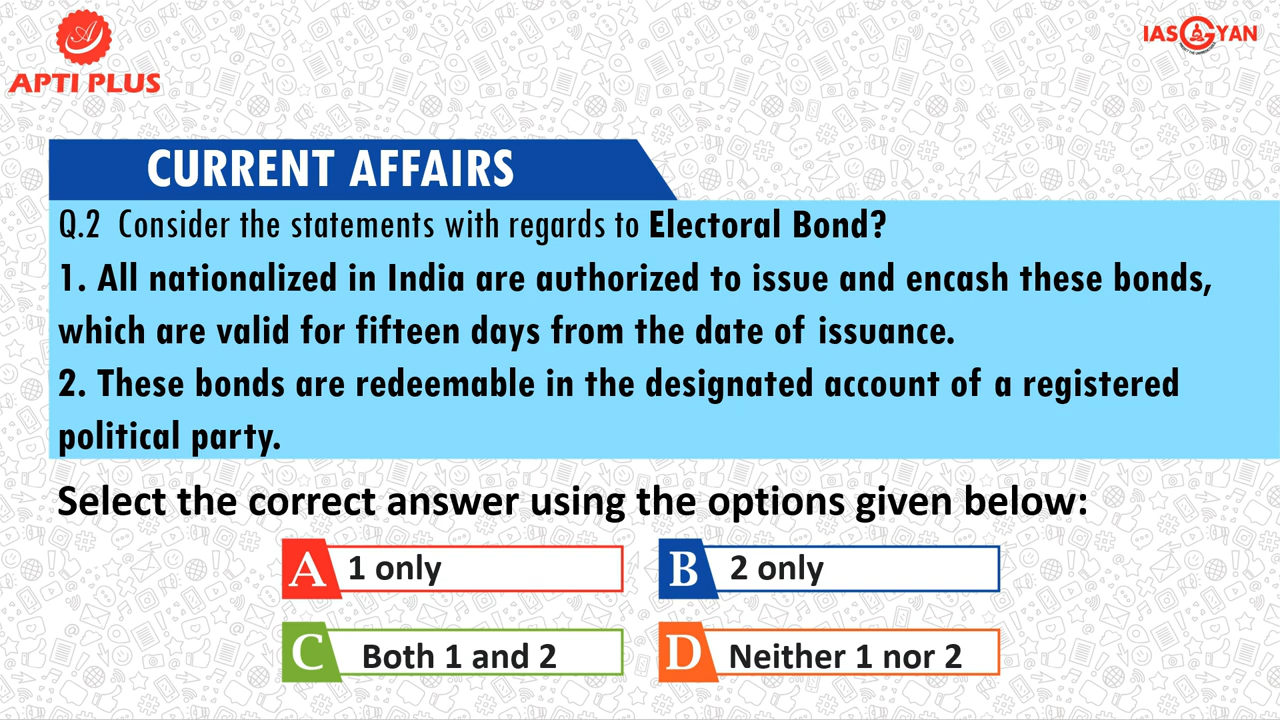 APTI PLUS
IAS GYAN
CURRENT AFFAIRS
Q.2 Consider the statements with regards to Electoral Bond?
1. All nationalized in India are authorized to issue and encash these bonds,
which are valid for fifteen days from the date of issuance.
2. These bonds are redeemable in the designated account of a registered
political party.
Select the correct answer using the options given below:
A 1 only
B 2 only
C Both 1 and 2
D Neither 1 nor 2